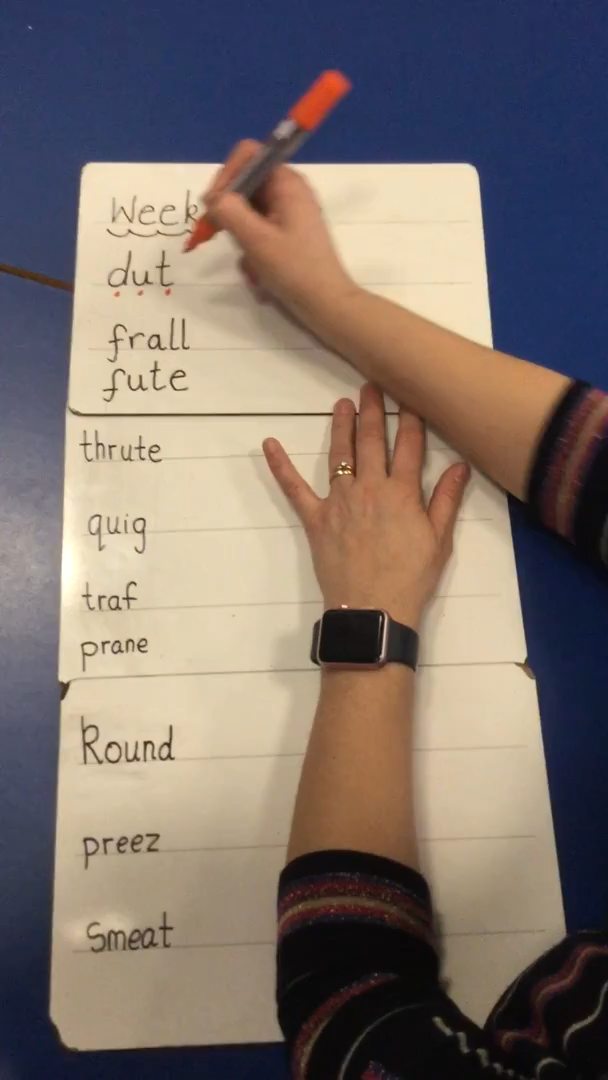 Week
dut
frall
fute
thrute
quig
traf
prane
Round
preez
Smeat